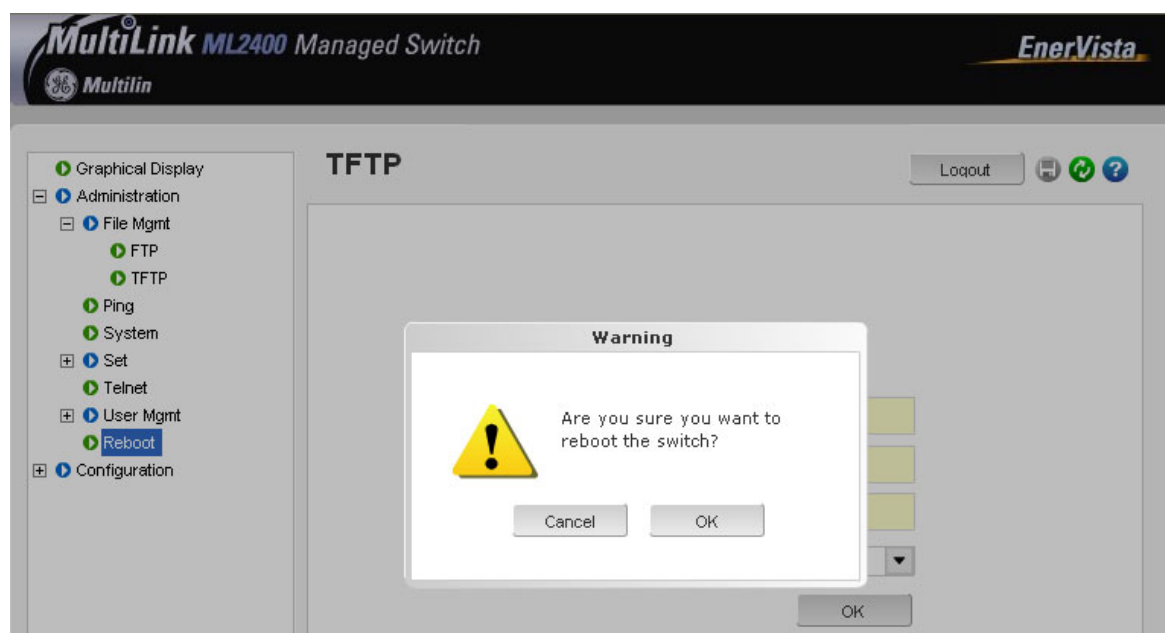 MultiLink ML2400 Managed Switch
EnerVista
Multilin
TFTP
Logout
Graphical Display
Administration
File Mgmt
FTP
TFTP
Ping
System
Set
Telnet
User Mgmt
Reboot
Configuration
Warning
Are you sure you want to
reboot the switch?
Cancel
OK
OK